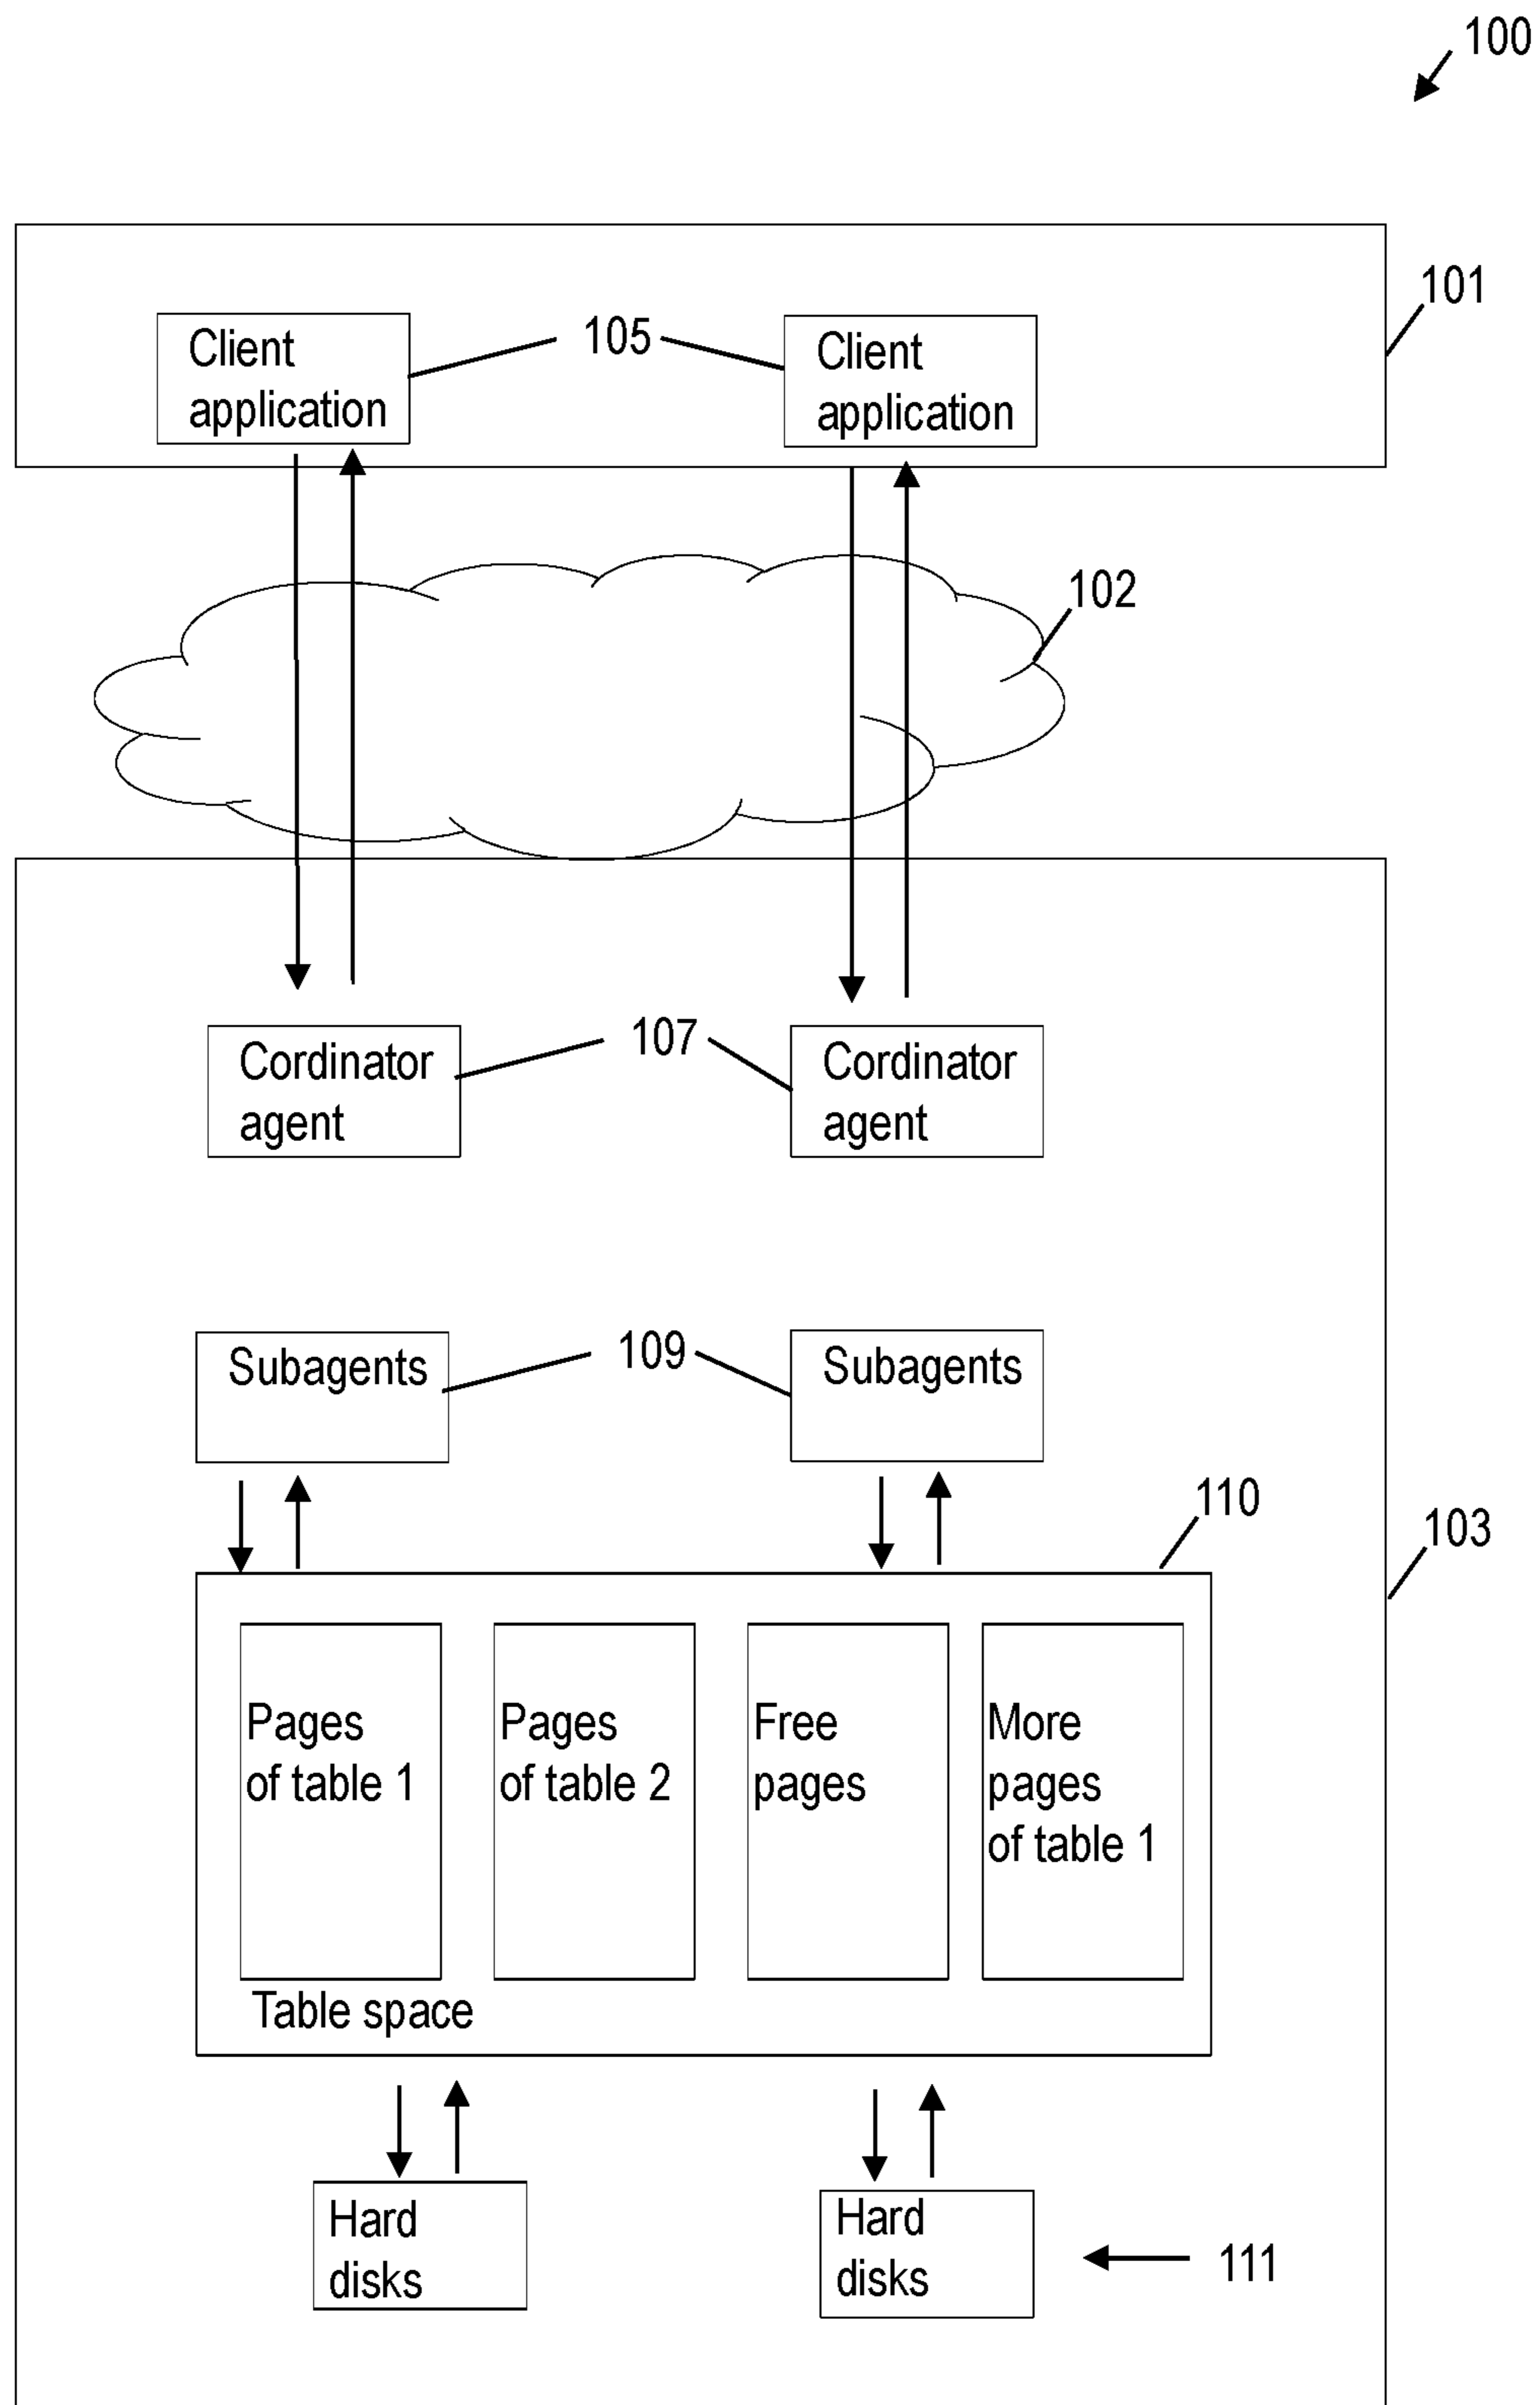 100
101
Client
application
105
Client
application
102
Cordinator
agent
107
Cordinator
agent
Subagents
109
Subagents
110
103
Pages
of table 1
Pages
of table 2
Free
pages
More
pages
of table 1
Table space
Hard
disks
Hard
disks
111